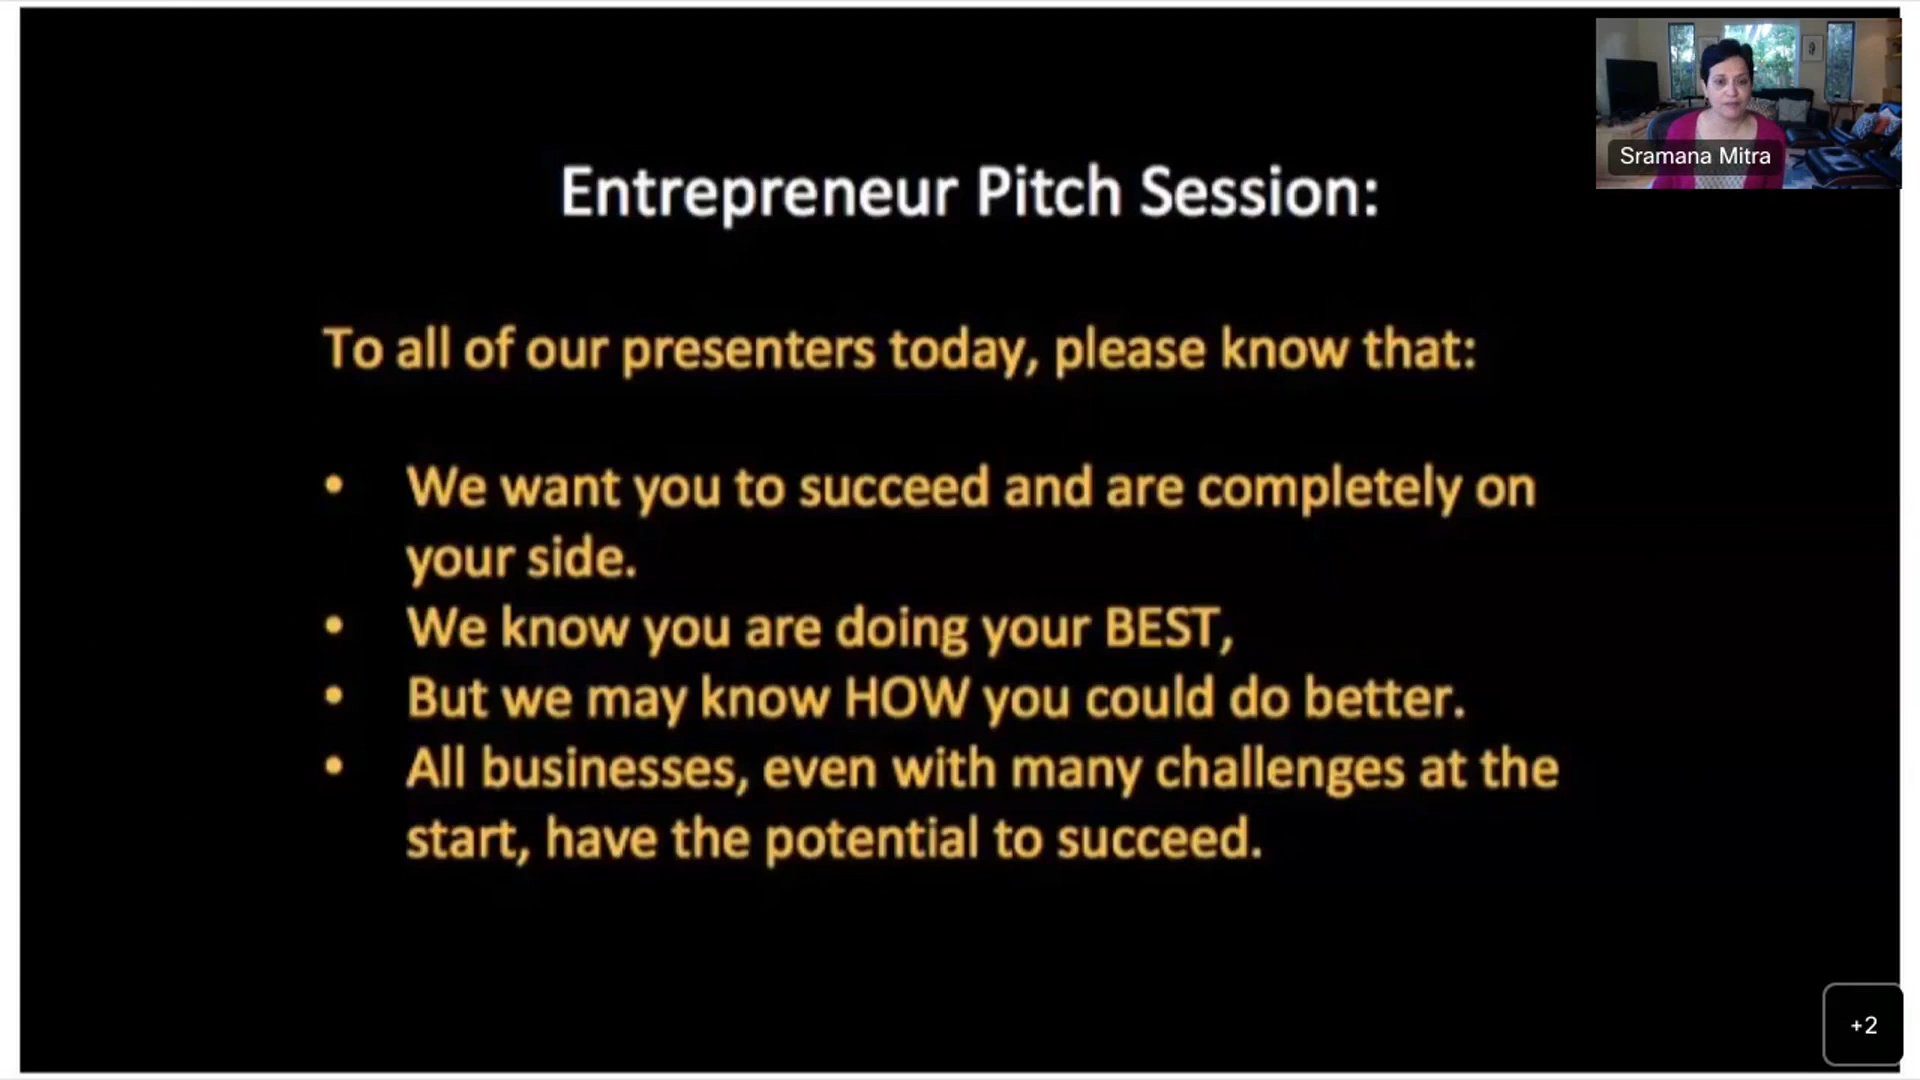 Entrepreneur Pitch Session:
Sramana Mitra
To all of our presenters today, please know that:
• We want you to succeed and are completely on
your side.
• We know you are doing your BEST,
• But we may know HOW you could do better.
• All businesses, even with many challenges at the
start, have the potential to succeed.
+2